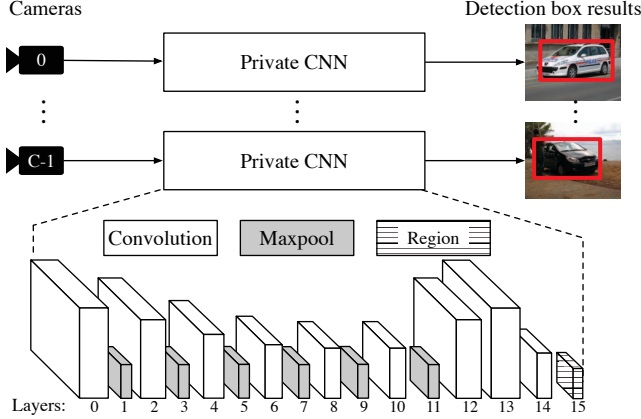 Cameras
Detection box results
0
Private CNN
C-1
Private CNN
Convolution
Maxpool
Region
Layers: 0 1 2 3 4 5 6 7 8 9 10 11 12 13 14 15